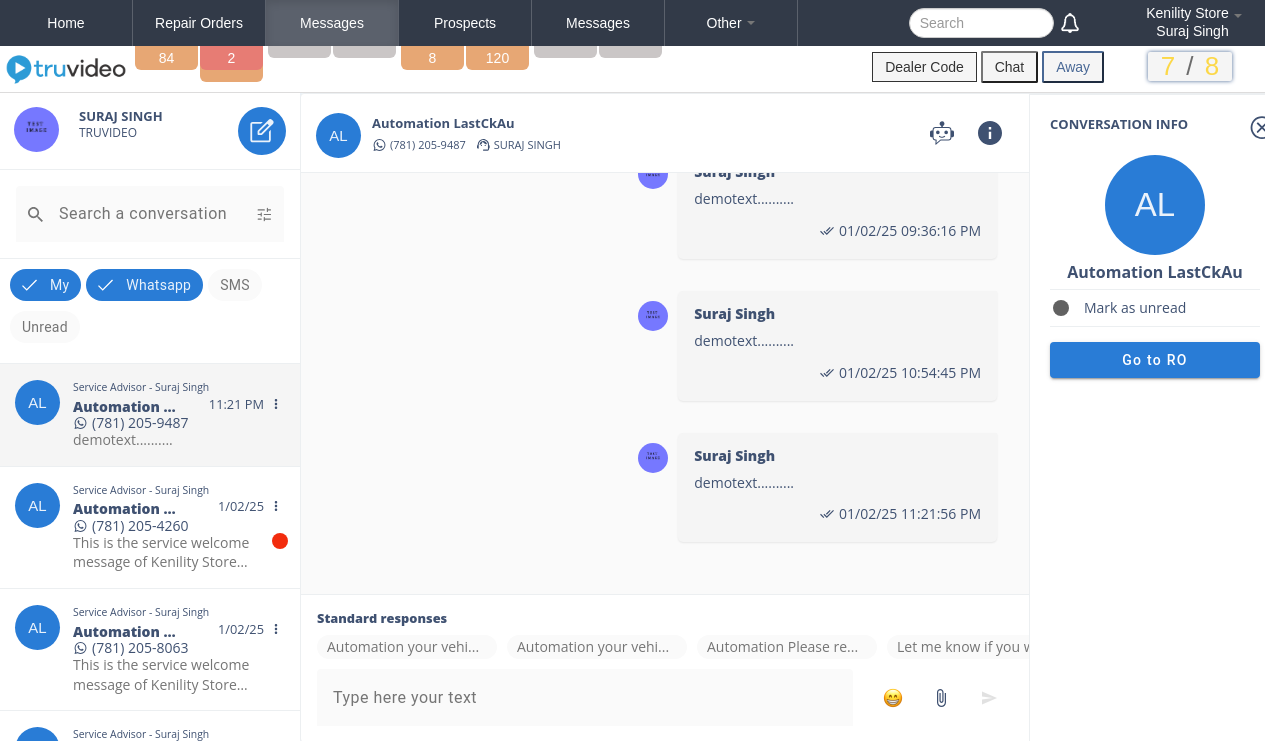 Home
Repair Orders
Messages
Prospects
Messages
Other
Search
Kenility Store
Suraj Singh
truvideo
84
2
8
120
Dealer Code
Chat
Away
7 / 8
SURAJ SINGH
TRUVIDEO
TEXT
IMAGE
Search a conversation
My
Whatsapp
SMS
Unread
AL
Service Advisor - Suraj Singh
Automation ...
11:21 PM
(781) 205-9487
demotext..........
AL
Service Advisor - Suraj Singh
Automation ...
1/02/25
(781) 205-4260
This is the service welcome
message of Kenility Store...
AL
Service Advisor - Suraj Singh
Automation ...
1/02/25
(781) 205-8063
This is the service welcome
message of Kenility Store...
Service Advisor - Suraj Singh
AL
Automation LastCkAu
(781) 205-9487
SURAJ SINGH
Suraj Singh
demotext..........
01/02/25 09:36:16 PM
TEXT
IMAGE
Suraj Singh
demotext..........
01/02/25 10:54:45 PM
TEXT
IMAGE
Suraj Singh
demotext..........
01/02/25 11:21:56 PM
Standard responses
Automation your vehi...
Automation your vehi...
Automation Please re...
Let me know if you w
Type here your text
CONVERSATION INFO
AL
Automation LastCkAu
Mark as unread
Go to RO